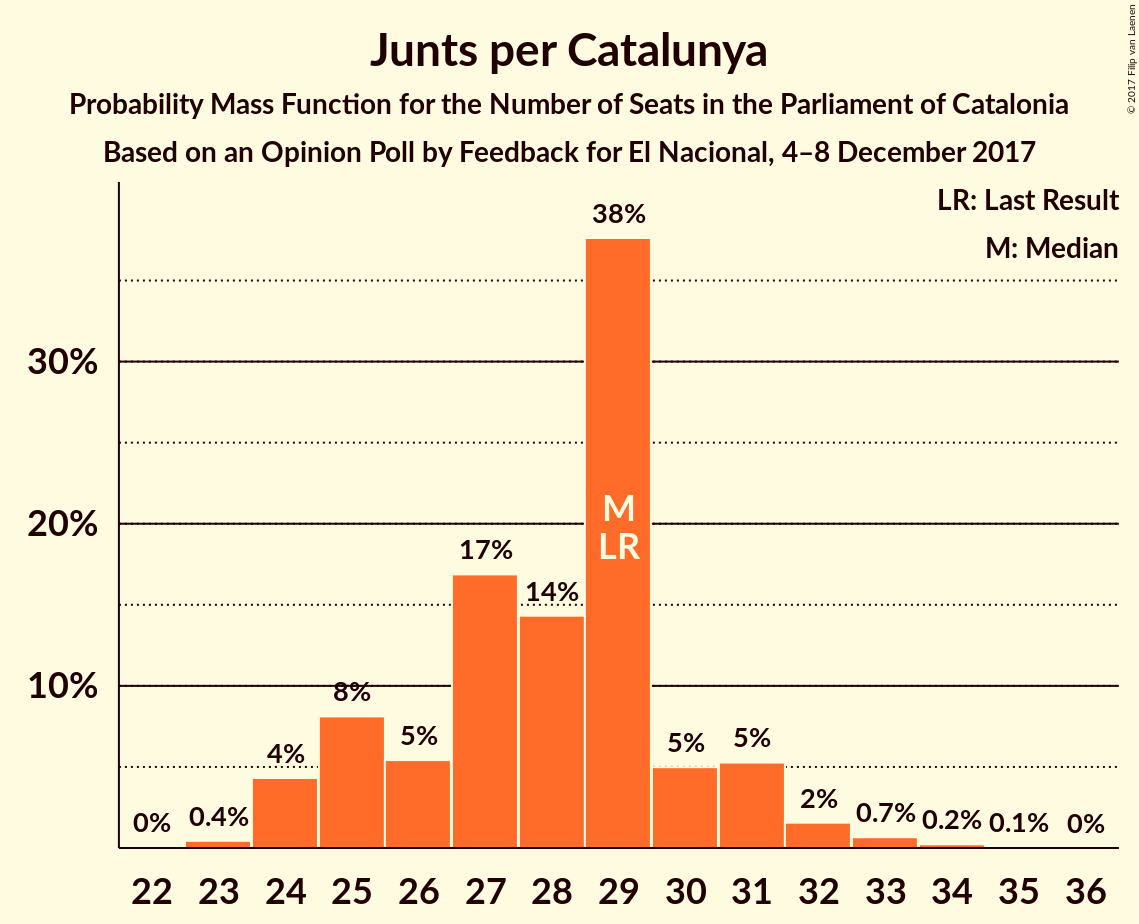 Junts per Catalunya
Probability Mass Function for the Number of Seats in the Parliament of Catalonia
Based on an Opinion Poll by Feedback for El Nacional, 4–8 December 2017
© 2017 Filip van Laenen
LR: Last Result
M: Median
38%
30%
20%
M
LR
17%
14%
10%
8%
5%
4%
5%
5%
0%
0.4%
2%
0.7%
0.2%
0.1%
0%
22 23 24 25 26 27 28 29 30 31 32 33 34 35 36